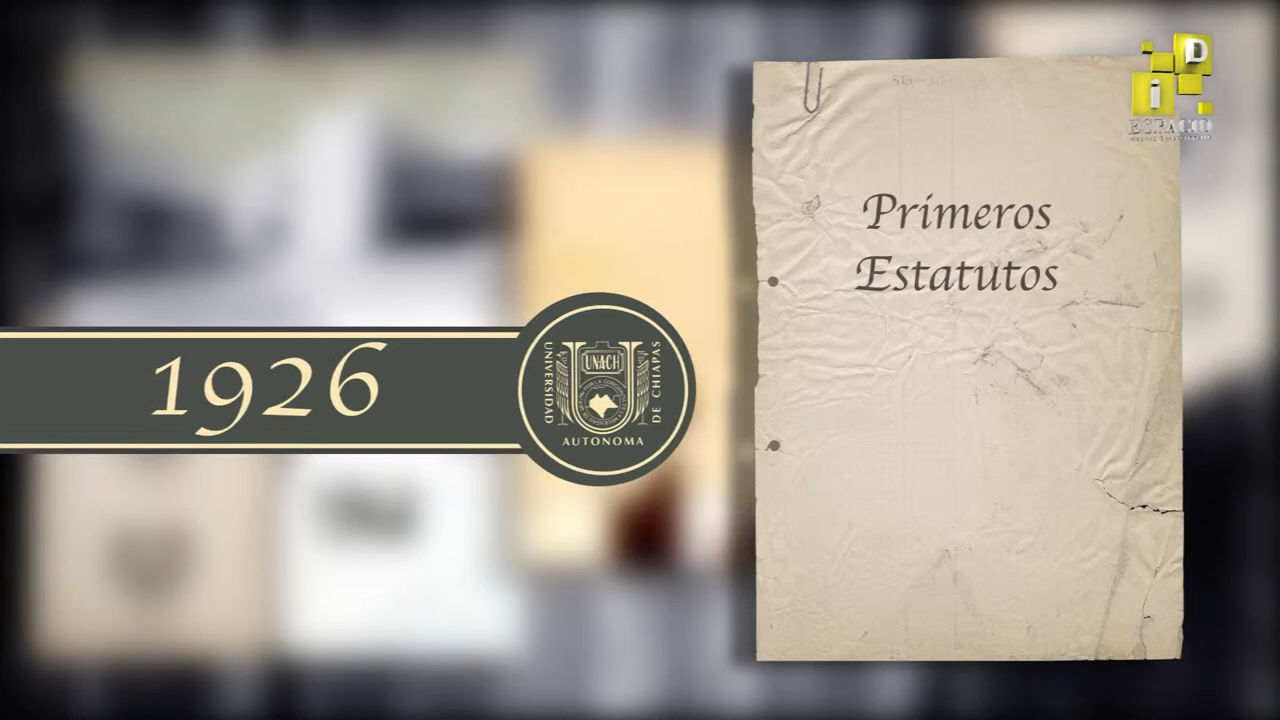 D
i
ESPACIO
Primeros
Estatutos
1926
UNACH
UNIVERSIDAD
AUTONOMA
DE CHIAPAS